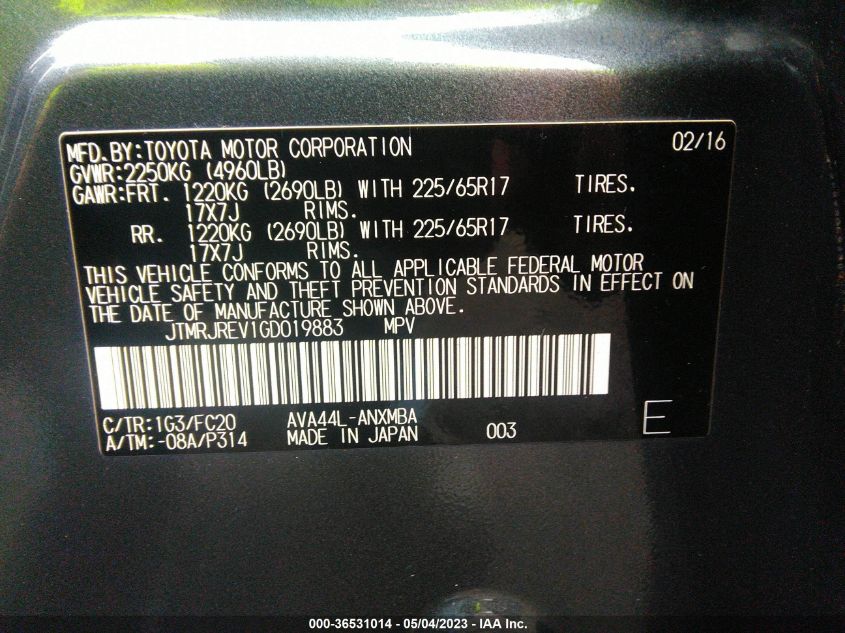 MFD.BY:TOYOTA MOTOR CORPORATION 02/16
GVWR:2250KG (4960LB)
GAWR:FRT. 1220KG (2690LB) WITH 225/65R17 TIRES.
17X7J RIMS.
RR. 1220KG (2690LB) WITH 225/65R17 TIRES.
17X7J RIMS.
THIS VEHICLE CONFORMS TO ALL APPLICABLE FEDERAL MOTOR
VEHICLE SAFETY AND THEFT PREVENTION STANDARDS IN EFFECT ON
THE DATE OF MANUFACTURE SHOWN ABOVE.
JTMRJREV1GD019883 MPV
C/TR:1G3/FC20 AVA44L-ANXMBA
A/TM:-08A/P314 MADE IN JAPAN 003 E
000-36531014 - 05/04/2023 - IAA Inc.